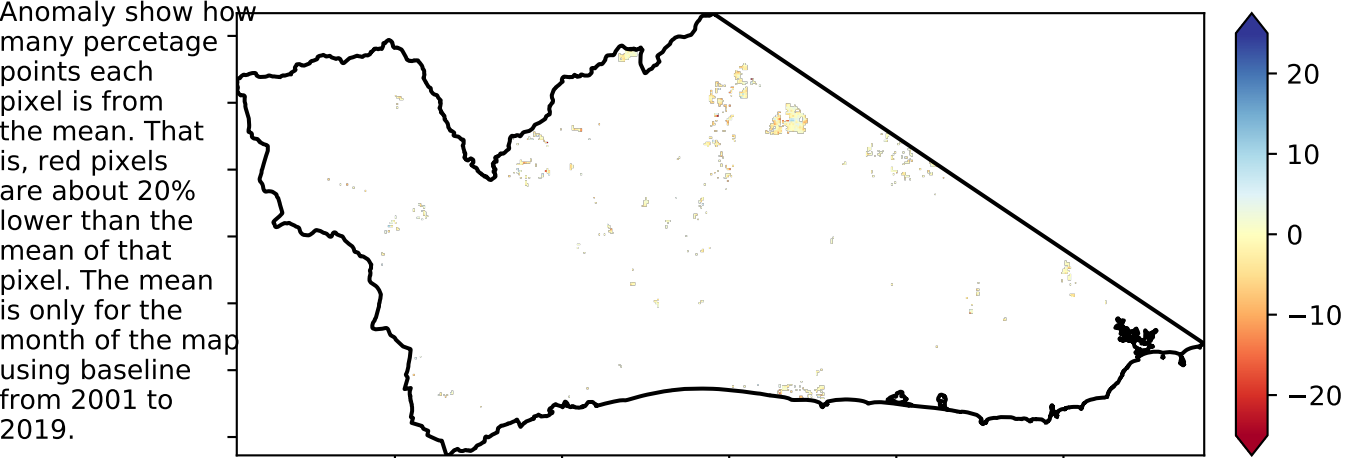 Anomaly show how
many percetage
points each
pixel is from
the mean. That
is, red pixels
are about 20%
lower than the
mean of that
pixel. The mean
is only for the
month of the map
using baseline
from 2001 to
2019.
20
10
0
−10
−20